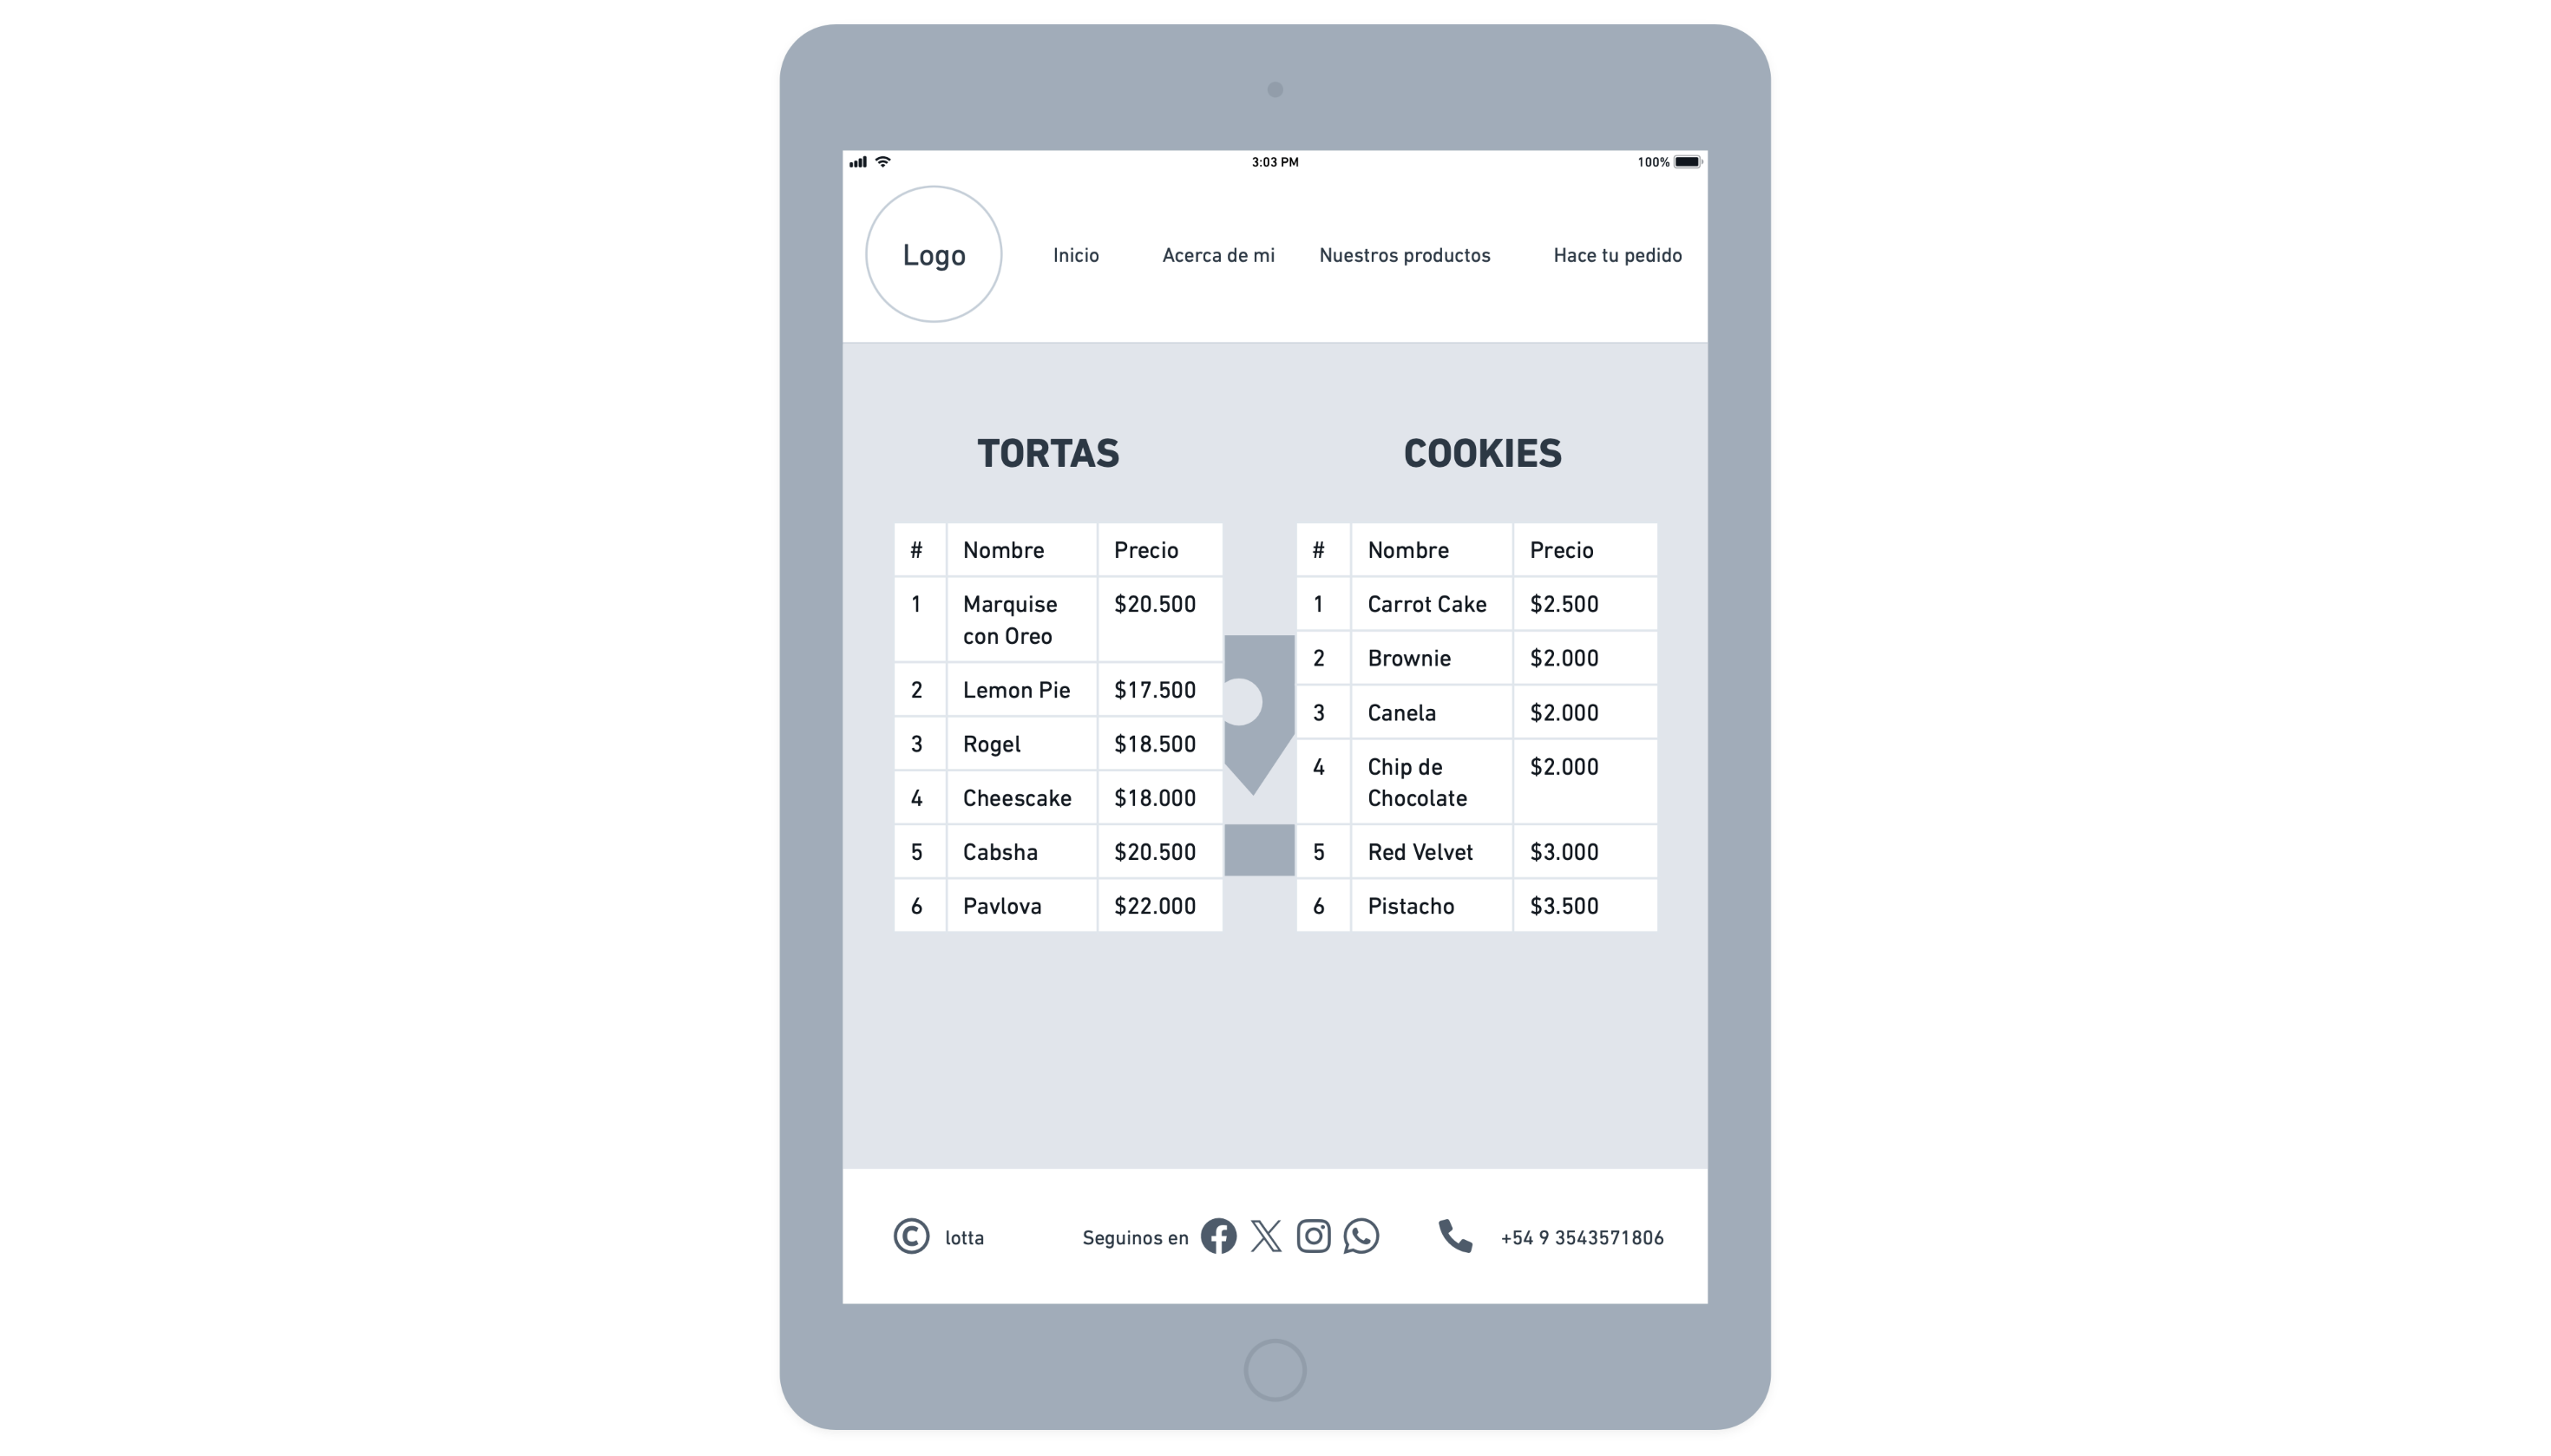 3:03 PM
100%
Logo
Inicio
Acerca de mi
Nuestros productos
Hace tu pedido
TORTAS
# Nombre Precio
1 Marquise $20.500
con Oreo
2 Lemon Pie $17.500
3 Rogel $18.500
4 Cheescake $18.000
5 Cabsha $20.500
6 Pavlova $22.000
COOKIES
# Nombre Precio
1 Carrot Cake $2.500
2 Brownie $2.000
3 Canela $2.000
4 Chip de $2.000
Chocolate
5 Red Velvet $3.000
6 Pistacho $3.500
© lotta
Seguinos en
+54 9 3543571806